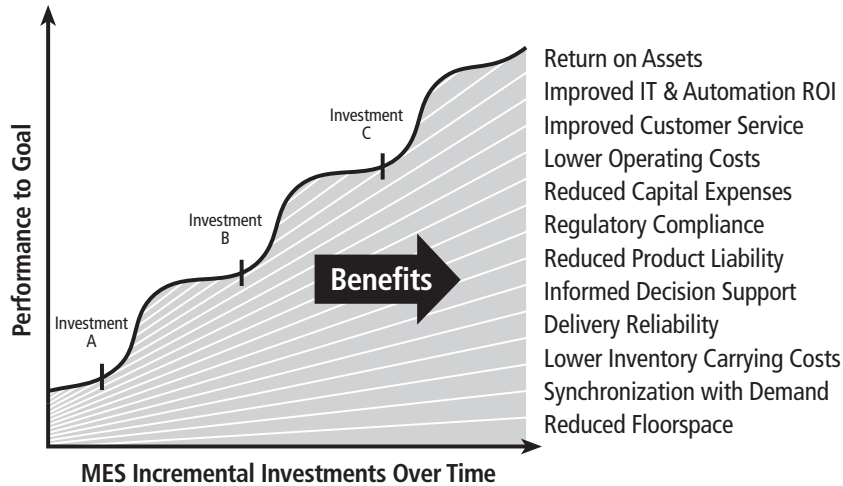 Performance to Goal
Investment
A
Investment
B
Investment
C
Benefits
Return on Assets
Improved IT & Automation ROI
Improved Customer Service
Lower Operating Costs
Reduced Capital Expenses
Regulatory Compliance
Reduced Product Liability
Informed Decision Support
Delivery Reliability
Lower Inventory Carrying Costs
Synchronization with Demand
Reduced Floorspace
MES Incremental Investments Over Time